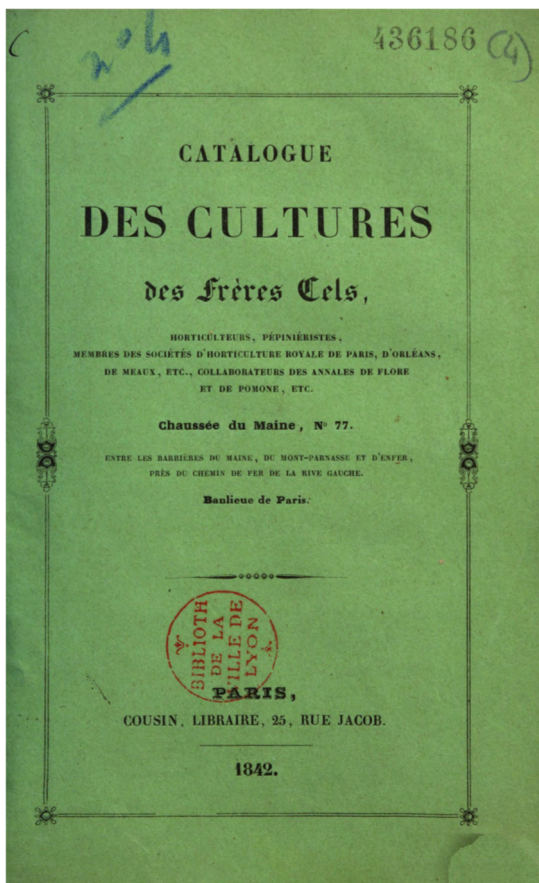 204
436186 (4)
CATALOGUE
DES CULTURES
des Frères Cels,
HORTICULTEURS, PÉPINIÉRISTES,
MEMBRES DES SOCIÉTÉS D'HORTICULTURE ROYALE DE PARIS, D'ORLÉANS,
DE MEAUX, ETC., COLLABORATEURS DES ANNALES DE FLORE
ET DE POMONE, ETC.
Chaussée du Maine, No 77.
ENTRE LES BARRIÈRES DU MAINE, DU MONT-PARNASSE ET D'ENFER,
PRÈS DU CHEMIN DE FER DE LA RIVE GAUCHE.
Banlieue de Paris.
BIBLIOTH
DE LA
VILLE DE
LYON
PARIS,
COUSIN, LIBRAIRE, 25, RUE JACOB.
1842.